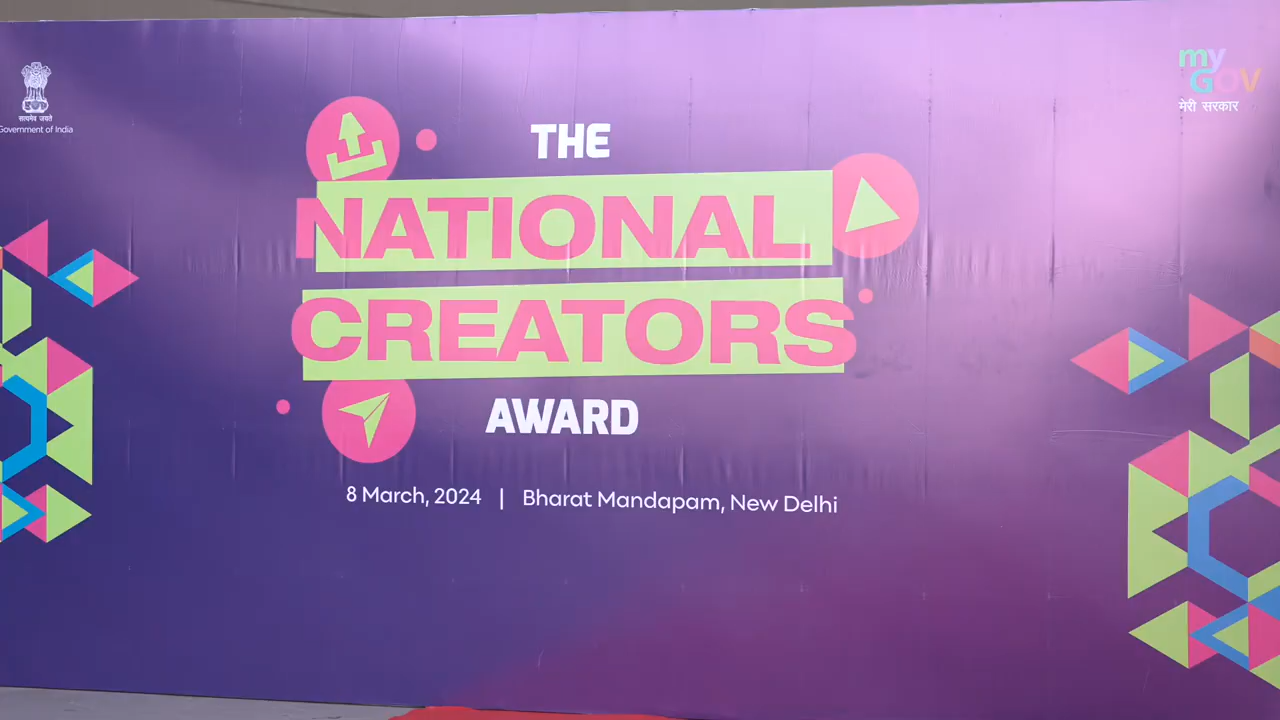 सत्यमेव जयते
Government of India
my
GOV
मेरी सरकार
THE
NATIONAL
CREATORS
AWARD
8 March, 2024 | Bharat Mandapam, New Delhi